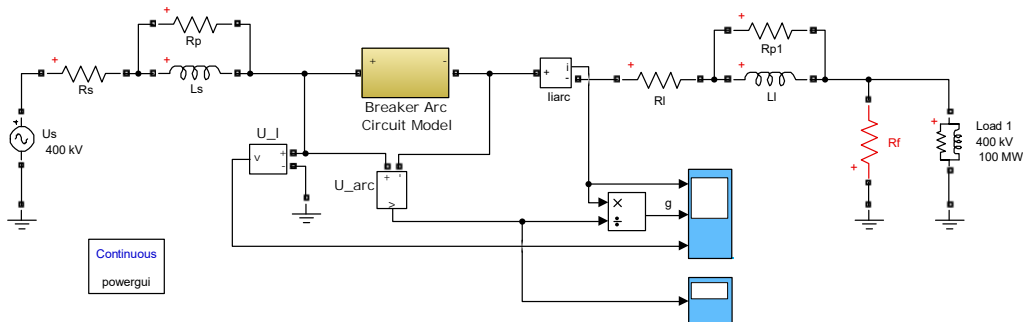 Rp
Rs
Ls
Us
400 kV
U_l
v
+
-
Breaker Arc
Circuit Model
+
-
U_arc
+
-
v
i
+
-
Iiarc
Rl
Rp1
Ll
Rf
Load 1
400 kV
100 MW
g
×
÷
Continuous
powergui